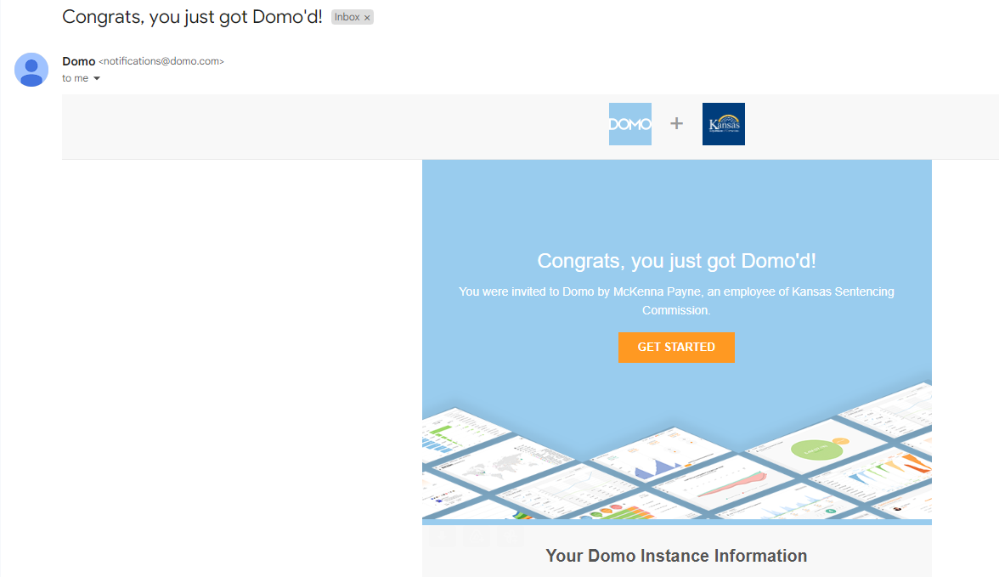 Congrats, you just got Domo'd! Inbox ×
Domo <notifications@domo.com>
to me
DOMO + Kansas
Congrats, you just got Domo'd!
You were invited to Domo by McKenna Payne, an employee of Kansas Sentencing
Commission.
GET STARTED
Your Domo Instance Information